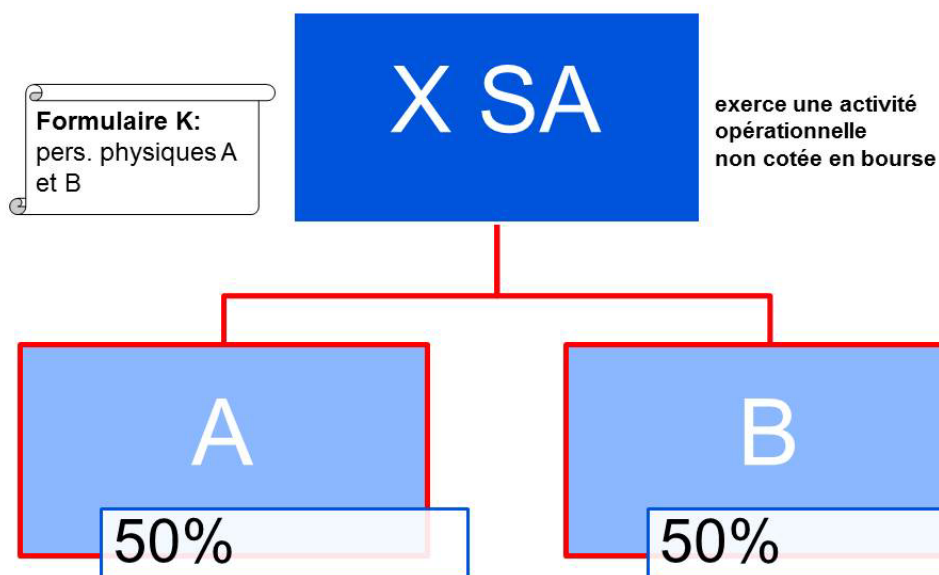 X SA
Formulaire K:
pers. physiques A
et B
exerce une activité
opérationnelle
non cotée en bourse
A
B
50%
50%